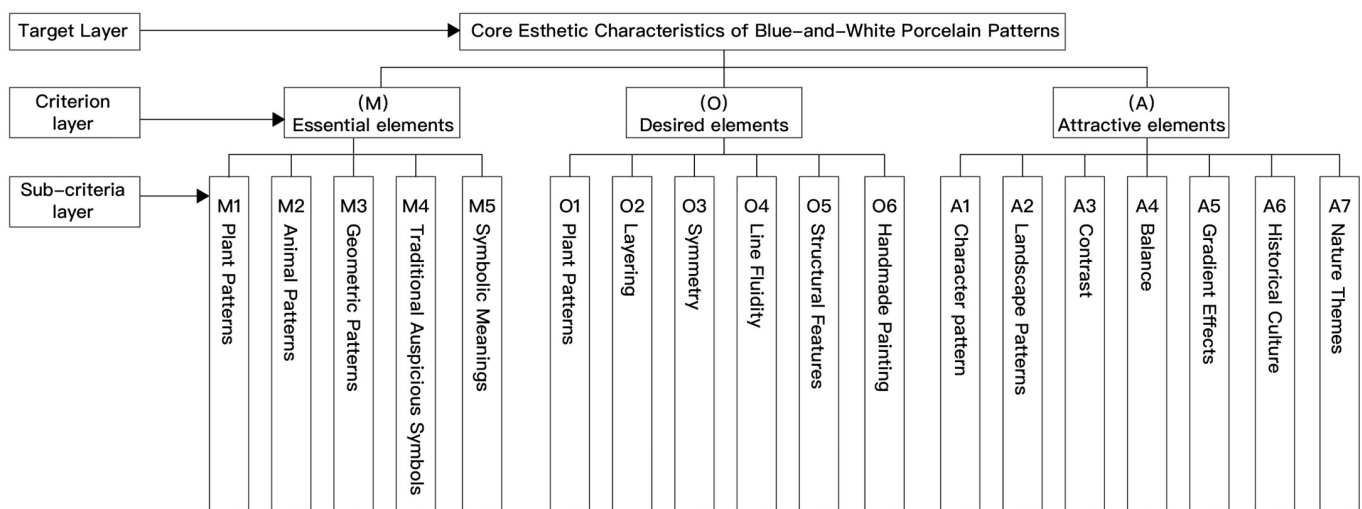 Target Layer
Core Esthetic Characteristics of Blue-and-White Porcelain Patterns
Criterion
layer
(M)
Essential elements
(O)
Desired elements
(A)
Attractive elements
Sub-criteria
layer
M1 Plant Patterns
M2 Animal Patterns
M3 Geometric Patterns
M4 Traditional Auspicious Symbols
M5 Symbolic Meanings
O1 Plant Patterns
O2 Layering
O3 Symmetry
O4 Line Fluidity
O5 Structural Features
O6 Handmade Painting
A1 Character pattern
A2 Landscape Patterns
A3 Contrast
A4 Balance
A5 Gradient Effects
A6 Historical Culture
A7 Nature Themes